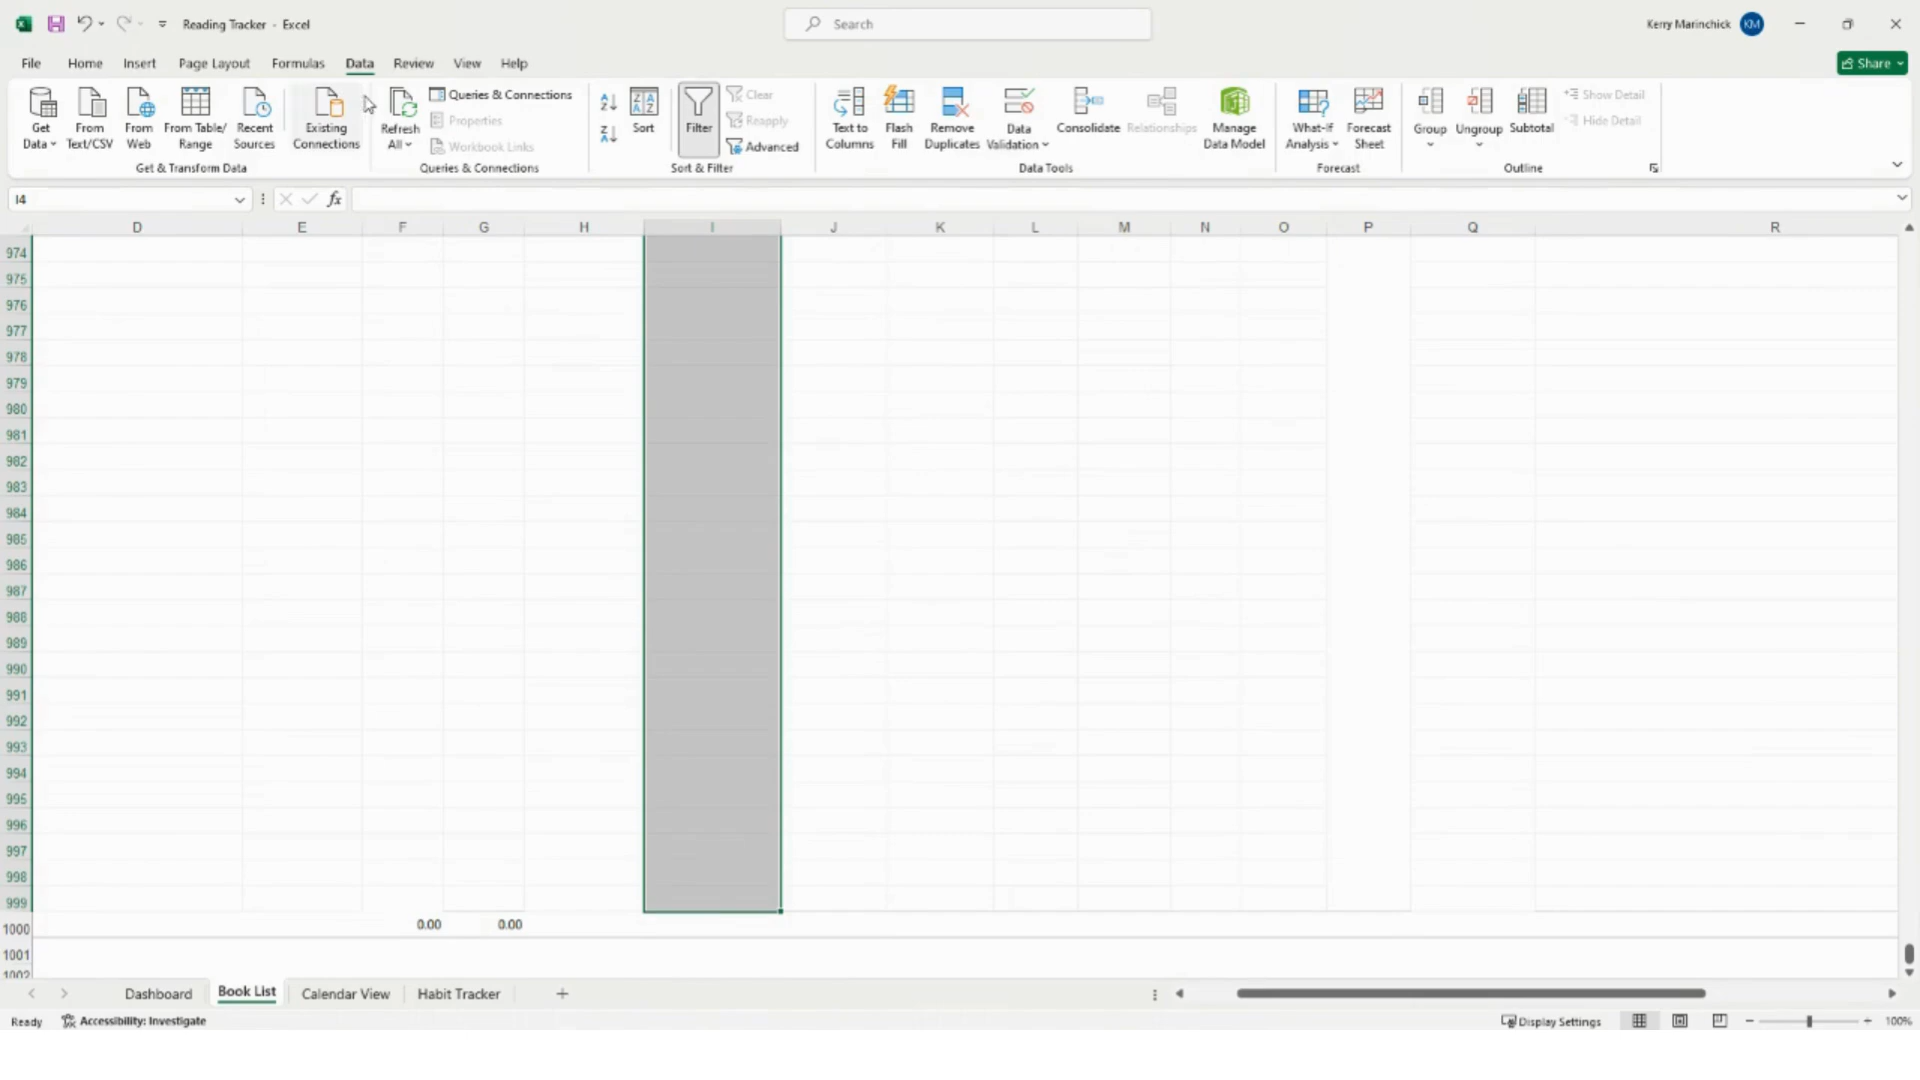 Reading Tracker - Excel
Search
Kerry Marinchick KM
File Home Insert Page Layout Formulas Data Review View Help
Share
Get Data
From Text/CSV
From Web
From Table/ Range
Recent Sources
Existing Connections
Get & Transform Data
Refresh All
Queries & Connections
Properties
Workbook Links
Queries & Connections
Sort
Filter
Clear
Reapply
Advanced
Sort & Filter
Text to Columns
Flash Fill
Remove Duplicates
Data Validation
Consolidate
Relationships
Manage Data Model
Data Tools
What-If Analysis
Forecast Sheet
Forecast
Group
Ungroup
Subtotal
Show Detail
Hide Detail
Outline
I4
fx
D E F G H I J K L M N O P Q R
974
975
976
977
978
979
980
981
982
983
984
985
986
987
988
989
990
991
992
993
994
995
996
997
998
999
1000 0.00 0.00
1001
1002
Dashboard Book List Calendar View Habit Tracker
Ready Accessibility: Investigate
Display Settings
100%